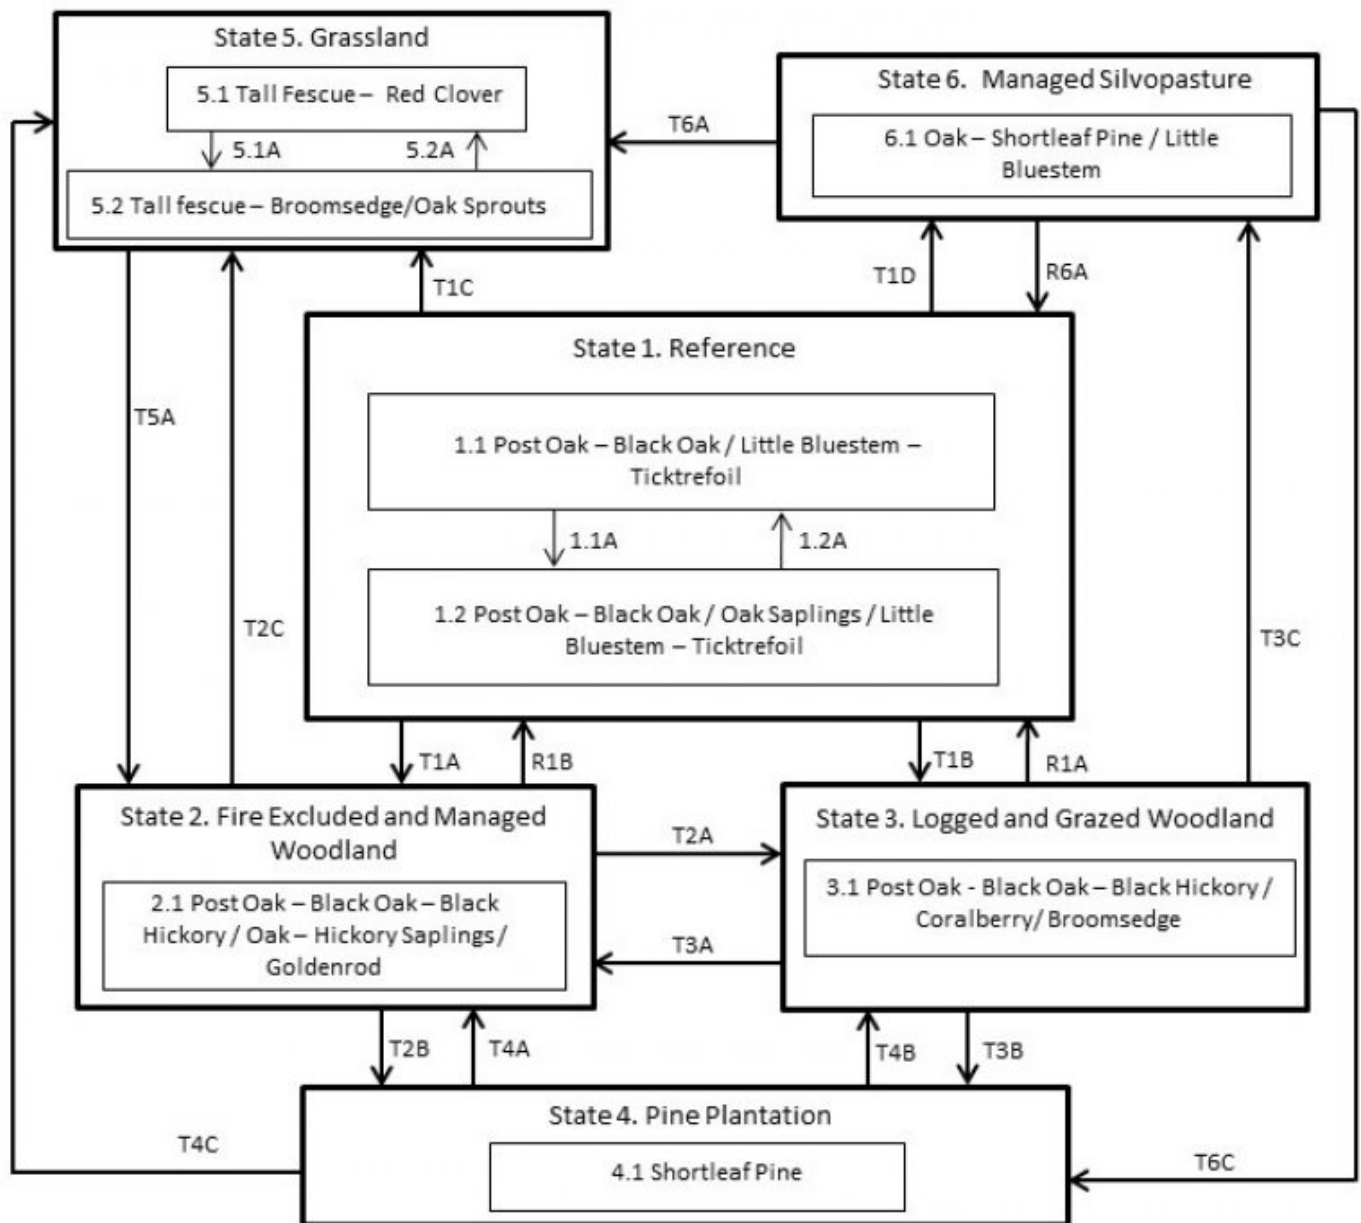 State 5. Grassland
5.1 Tall Fescue – Red Clover
5.1A
5.2A
5.2 Tall fescue – Broomsedge/Oak Sprouts
T6A
State 6. Managed Silvopasture
6.1 Oak – Shortleaf Pine / Little
Bluestem
T1C
T1D
R6A
State 1. Reference
T5A
1.1 Post Oak – Black Oak / Little Bluestem –
Ticktrefoil
1.1A
1.2A
1.2 Post Oak – Black Oak / Oak Saplings / Little
Bluestem – Ticktrefoil
T2C
T3C
T1A
R1B
T1B
R1A
State 2. Fire Excluded and Managed
Woodland
2.1 Post Oak – Black Oak – Black
Hickory / Oak – Hickory Saplings /
Goldenrod
T2A
T3A
State 3. Logged and Grazed Woodland
3.1 Post Oak - Black Oak – Black Hickory /
Coralberry/ Broomsedge
T2B
T4A
T4B
T3B
State 4. Pine Plantation
4.1 Shortleaf Pine
T4C
T6C